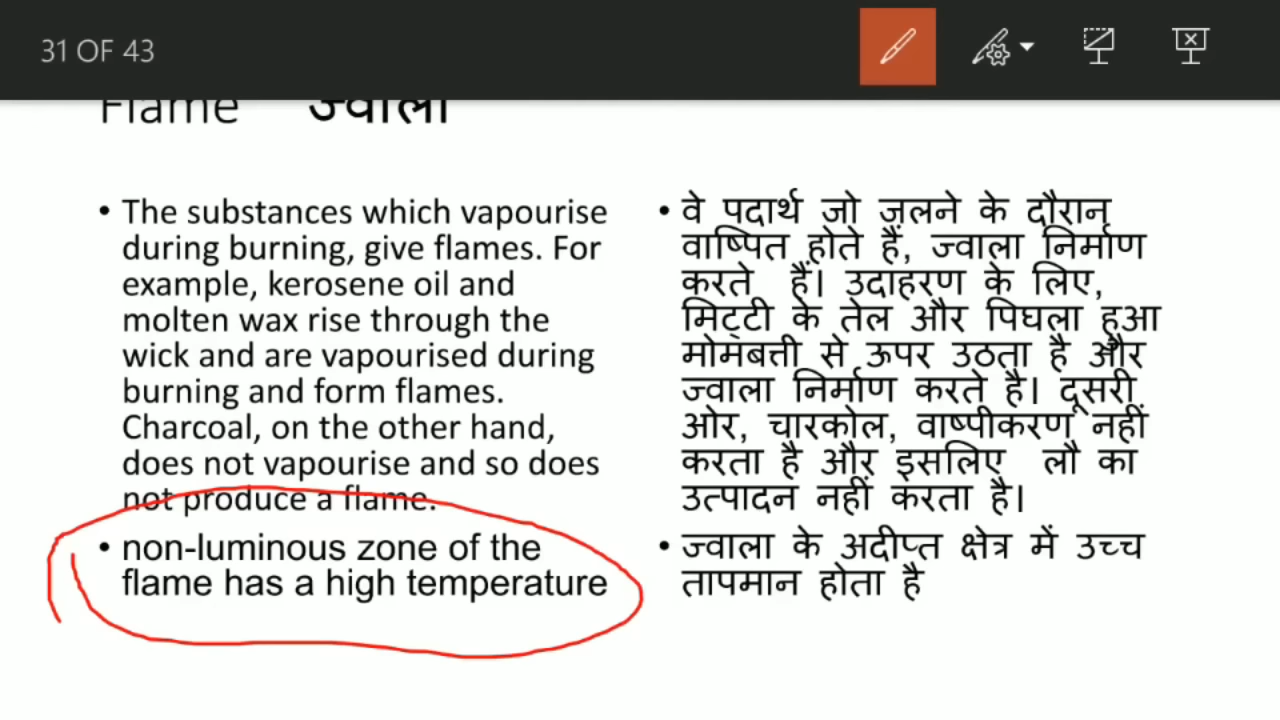 31 OF 43
Flame ज्वाला
• The substances which vapourise
during burning, give flames. For
example, kerosene oil and
molten wax rise through the
wick and are vapourised during
burning and form flames.
Charcoal, on the other hand,
does not vapourise and so does
not produce a flame.
• non-luminous zone of the
flame has a high temperature
• वे पदार्थ जो जलने के दौरान
वाष्पित होते हैं, ज्वाला निर्माण
करते हैं। उदाहरण के लिए,
मिट्टी के तेल और पिघला हुआ
मोमबत्ती से ऊपर उठता है और
ज्वाला निर्माण करते है। दूसरी
ओर, चारकोल, वाष्पीकरण नहीं
करता है और इसलिए लौ का
उत्पादन नहीं करता है।
• ज्वाला के अदीप्त क्षेत्र में उच्च
तापमान होता है